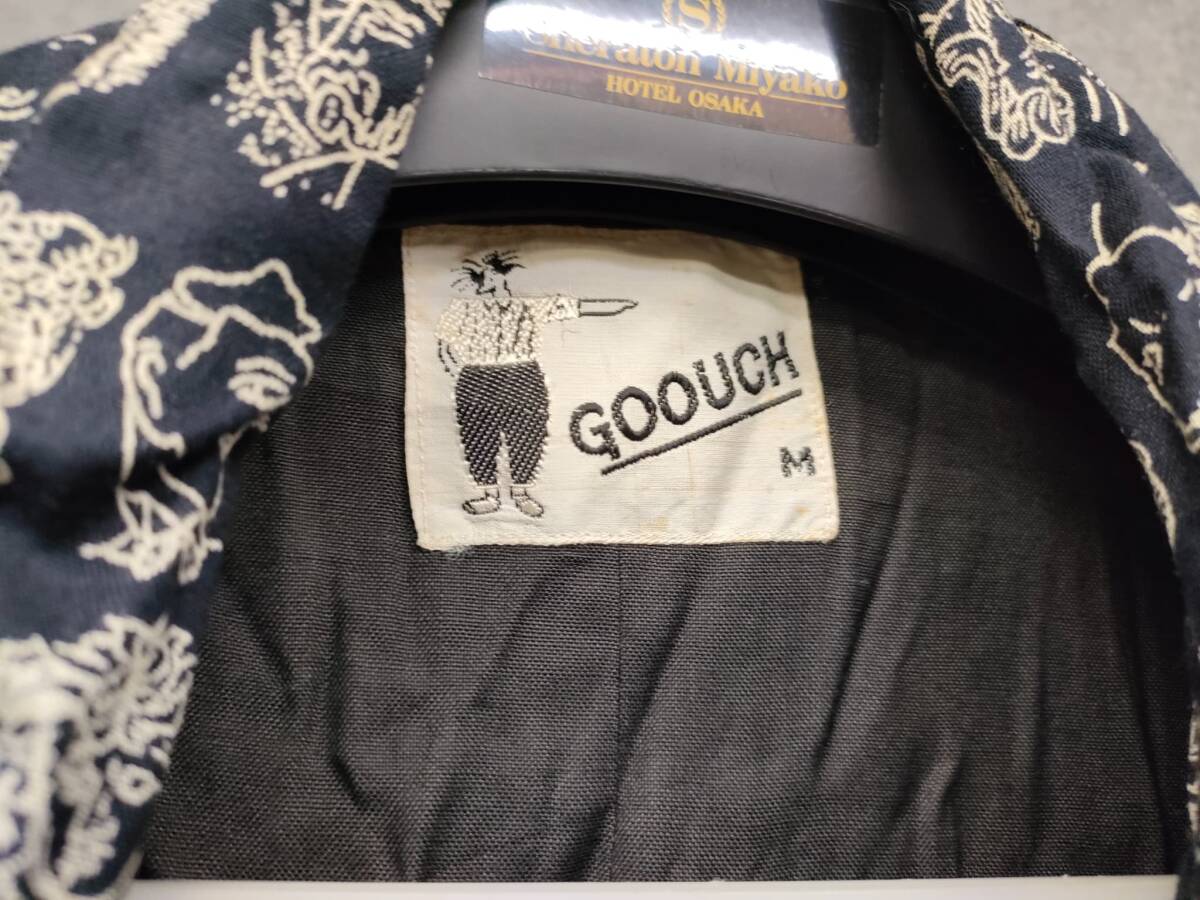 S
Sheraton Miyako
HOTEL OSAKA
GOOUCH
M